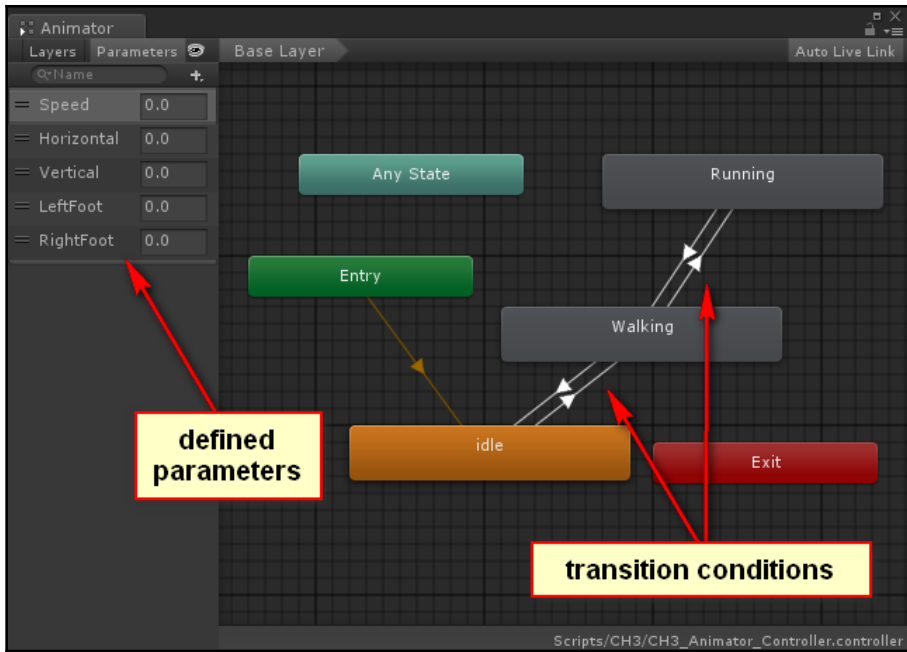 Animator
Layers Parameters
Base Layer
Auto Live Link
Name
Speed 0.0
Horizontal 0.0
Vertical 0.0
LeftFoot 0.0
RightFoot 0.0
Any State
Running
Entry
Walking
idle
Exit
defined
parameters
transition conditions
Scripts/CH3/CH3_Animator_Controller.controller